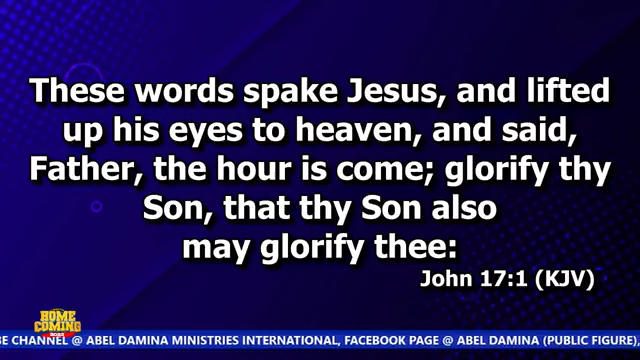 These words spake Jesus, and lifted
up his eyes to heaven, and said,
Father, the hour is come; glorify thy
Son, that thy Son also
may glorify thee:
John 17:1 (KJV)
HOME
COMING
BE CHANNEL @ ABEL DAMINA MINISTRIES INTERNATIONAL, FACEBOOK PAGE @ ABEL DAMINA (PUBLIC FIGURE),